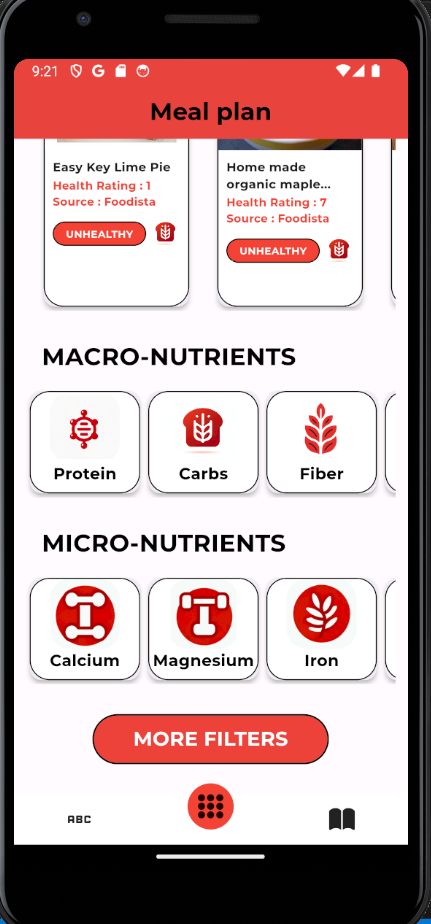 9:21
Meal plan
Easy Key Lime Pie
Health Rating : 1
Source : Foodista
UNHEALTHY
Home made
organic maple...
Health Rating : 7
Source : Foodista
UNHEALTHY
MACRO-NUTRIENTS
Protein
Carbs
Fiber
MICRO-NUTRIENTS
Calcium
Magnesium
Iron
MORE FILTERS
ABC